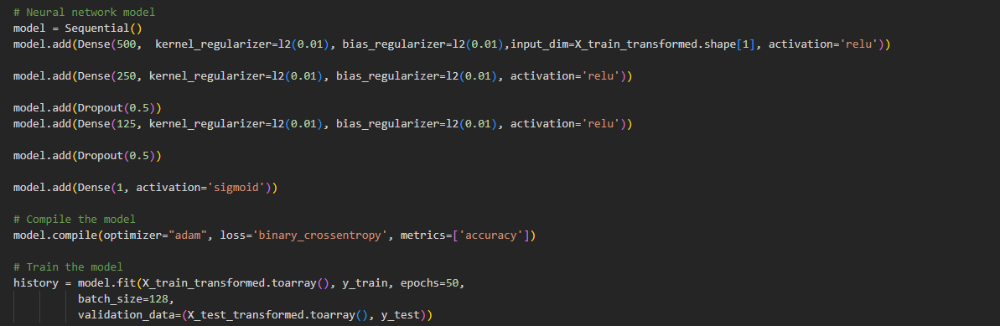 # Neural network model
model = Sequential()
model.add(Dense(500,  kernel_regularizer=l2(0.01), bias_regularizer=l2(0.01),input_dim=X_train_transformed.shape[1], activation='relu'))
model.add(Dense(250, kernel_regularizer=l2(0.01), bias_regularizer=l2(0.01), activation='relu'))
model.add(Dropout(0.5))
model.add(Dense(125, kernel_regularizer=l2(0.01), bias_regularizer=l2(0.01), activation='relu'))
model.add(Dropout(0.5))
model.add(Dense(1, activation='sigmoid'))
# Compile the model
model.compile(optimizer="adam", loss='binary_crossentropy', metrics=['accuracy'])
# Train the model
history = model.fit(X_train_transformed.toarray(), y_train, epochs=50,
          batch_size=128,
          validation_data=(X_test_transformed.toarray(), y_test))